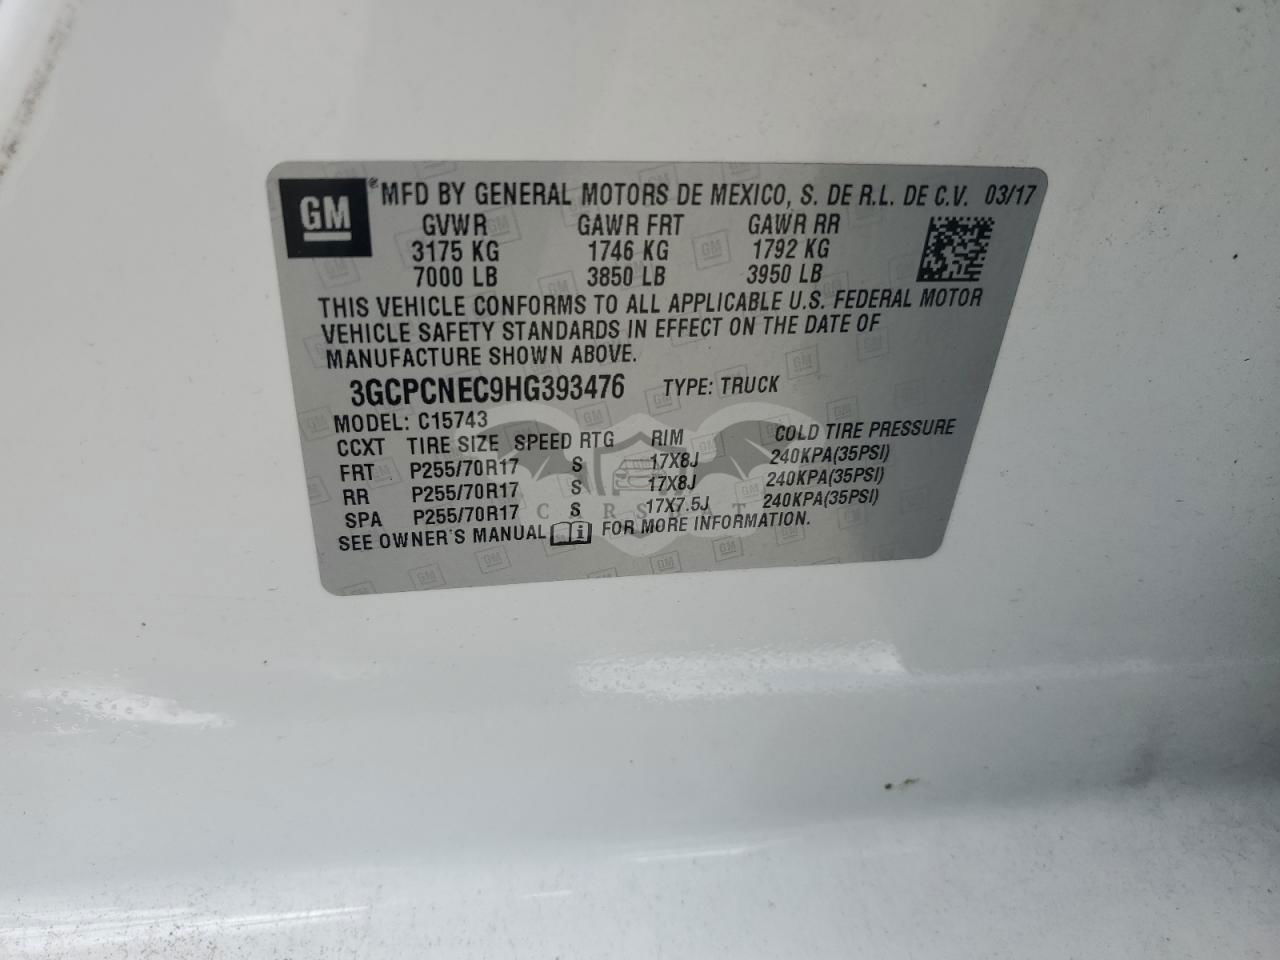 GM
® MFD BY GENERAL MOTORS DE MEXICO, S. DE R.L. DE C.V. 03/17
GVWR GAWR FRT GAWR RR
3175 KG 1746 KG 1792 KG
7000 LB 3850 LB 3950 LB
THIS VEHICLE CONFORMS TO ALL APPLICABLE U.S. FEDERAL MOTOR
VEHICLE SAFETY STANDARDS IN EFFECT ON THE DATE OF
MANUFACTURE SHOWN ABOVE.
3GCPCNEC9HG393476 TYPE: TRUCK
MODEL: C15743
CCXT TIRE SIZE SPEED RTG RIM COLD TIRE PRESSURE
FRT P255/70R17 S 17X8J 240KPA(35PSI)
RR P255/70R17 S 17X8J 240KPA(35PSI)
SPA P255/70R17 S 17X7.5J 240KPA(35PSI)
SEE OWNER'S MANUAL FOR MORE INFORMATION.